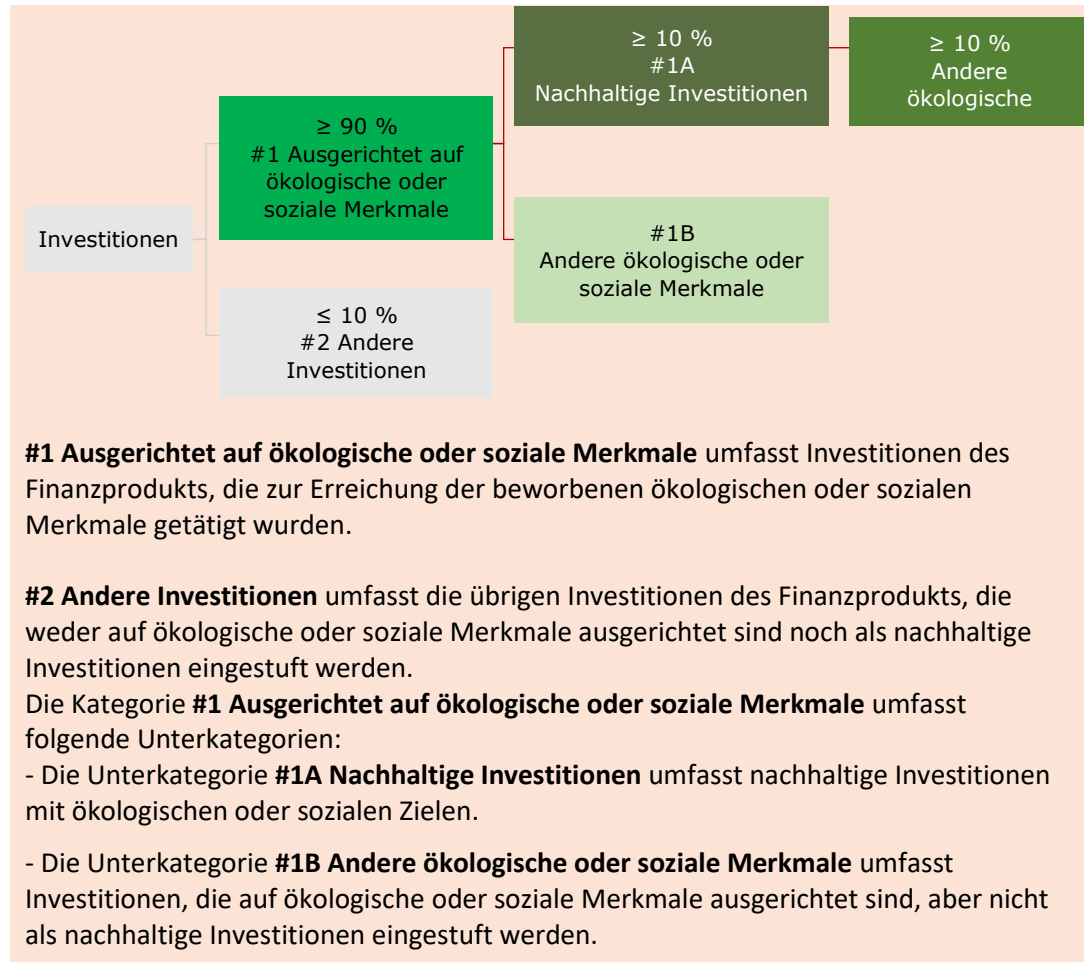 ≥ 10 %
#1A
Nachhaltige Investitionen
≥ 10 %
Andere
ökologische
≥ 90 %
#1 Ausgerichtet auf
ökologische oder
soziale Merkmale
Investitionen
#1B
Andere ökologische oder
soziale Merkmale
≤ 10 %
#2 Andere
Investitionen
#1 Ausgerichtet auf ökologische oder soziale Merkmale umfasst Investitionen des
Finanzprodukts, die zur Erreichung der beworbenen ökologischen oder sozialen
Merkmale getätigt wurden.
#2 Andere Investitionen umfasst die übrigen Investitionen des Finanzprodukts, die
weder auf ökologische oder soziale Merkmale ausgerichtet sind noch als nachhaltige
Investitionen eingestuft werden.
Die Kategorie #1 Ausgerichtet auf ökologische oder soziale Merkmale umfasst
folgende Unterkategorien:
- Die Unterkategorie #1A Nachhaltige Investitionen umfasst nachhaltige Investitionen
mit ökologischen oder sozialen Zielen.
- Die Unterkategorie #1B Andere ökologische oder soziale Merkmale umfasst
Investitionen, die auf ökologische oder soziale Merkmale ausgerichtet sind, aber nicht
als nachhaltige Investitionen eingestuft werden.